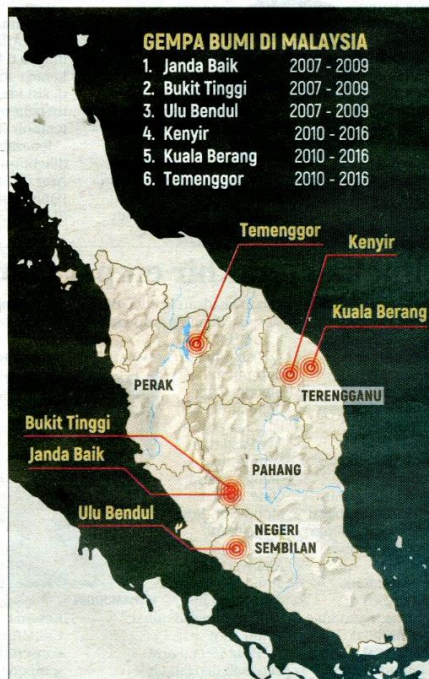 GEMPA BUMI DI MALAYSIA
1. Janda Baik 2007 - 2009
2. Bukit Tinggi 2007 - 2009
3. Ulu Bendul 2007 - 2009
4. Kenyir 2010 - 2016
5. Kuala Berang 2010 - 2016
6. Temenggor 2010 - 2016
Temenggor
Kenyir
Kuala Berang
PERAK
TERENGGANU
Bukit Tinggi
Janda Baik
PAHANG
Ulu Bendul
NEGERI
SEMBILAN